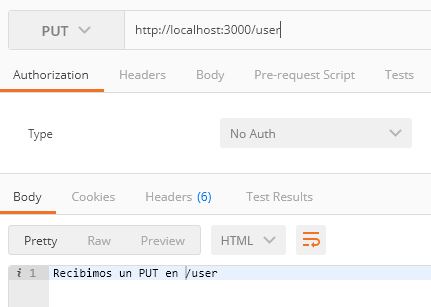 PUT http://localhost:3000/user
Authorization Headers Body Pre-request Script Tests
Type No Auth
Body Cookies Headers (6) Test Results
Pretty Raw Preview HTML
i 1 Recibimos un PUT en /user